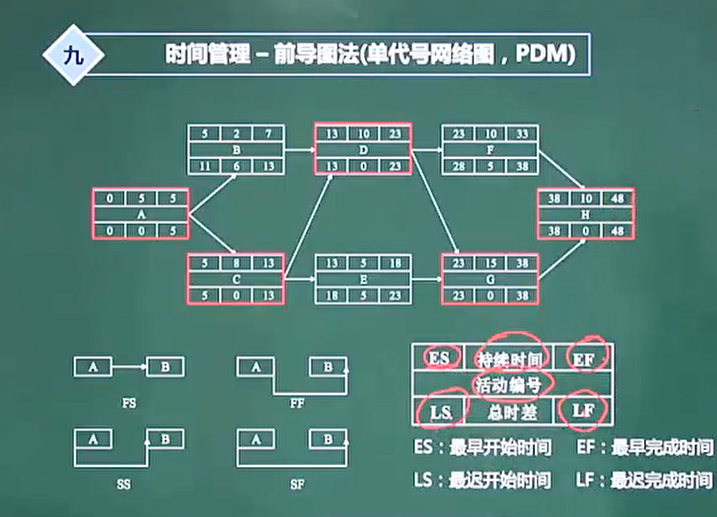 九
时间管理 – 前导图法(单代号网络图，PDM)
5 2 7
B
11 6 13
13 10 23
D
13 0 23
23 10 33
F
28 5 38
0 5 5
A
0 0 5
38 10 48
H
38 0 48
5 8 13
C
5 0 13
13 5 18
E
18 5 23
23 15 38
G
23 0 38
A B
FS
A B
FF
A B
SS
A B
SF
ES 持续时间 EF
活动编号
LS 总时差 LF
ES：最早开始时间 EF：最早完成时间
LS：最迟开始时间 LF：最迟完成时间